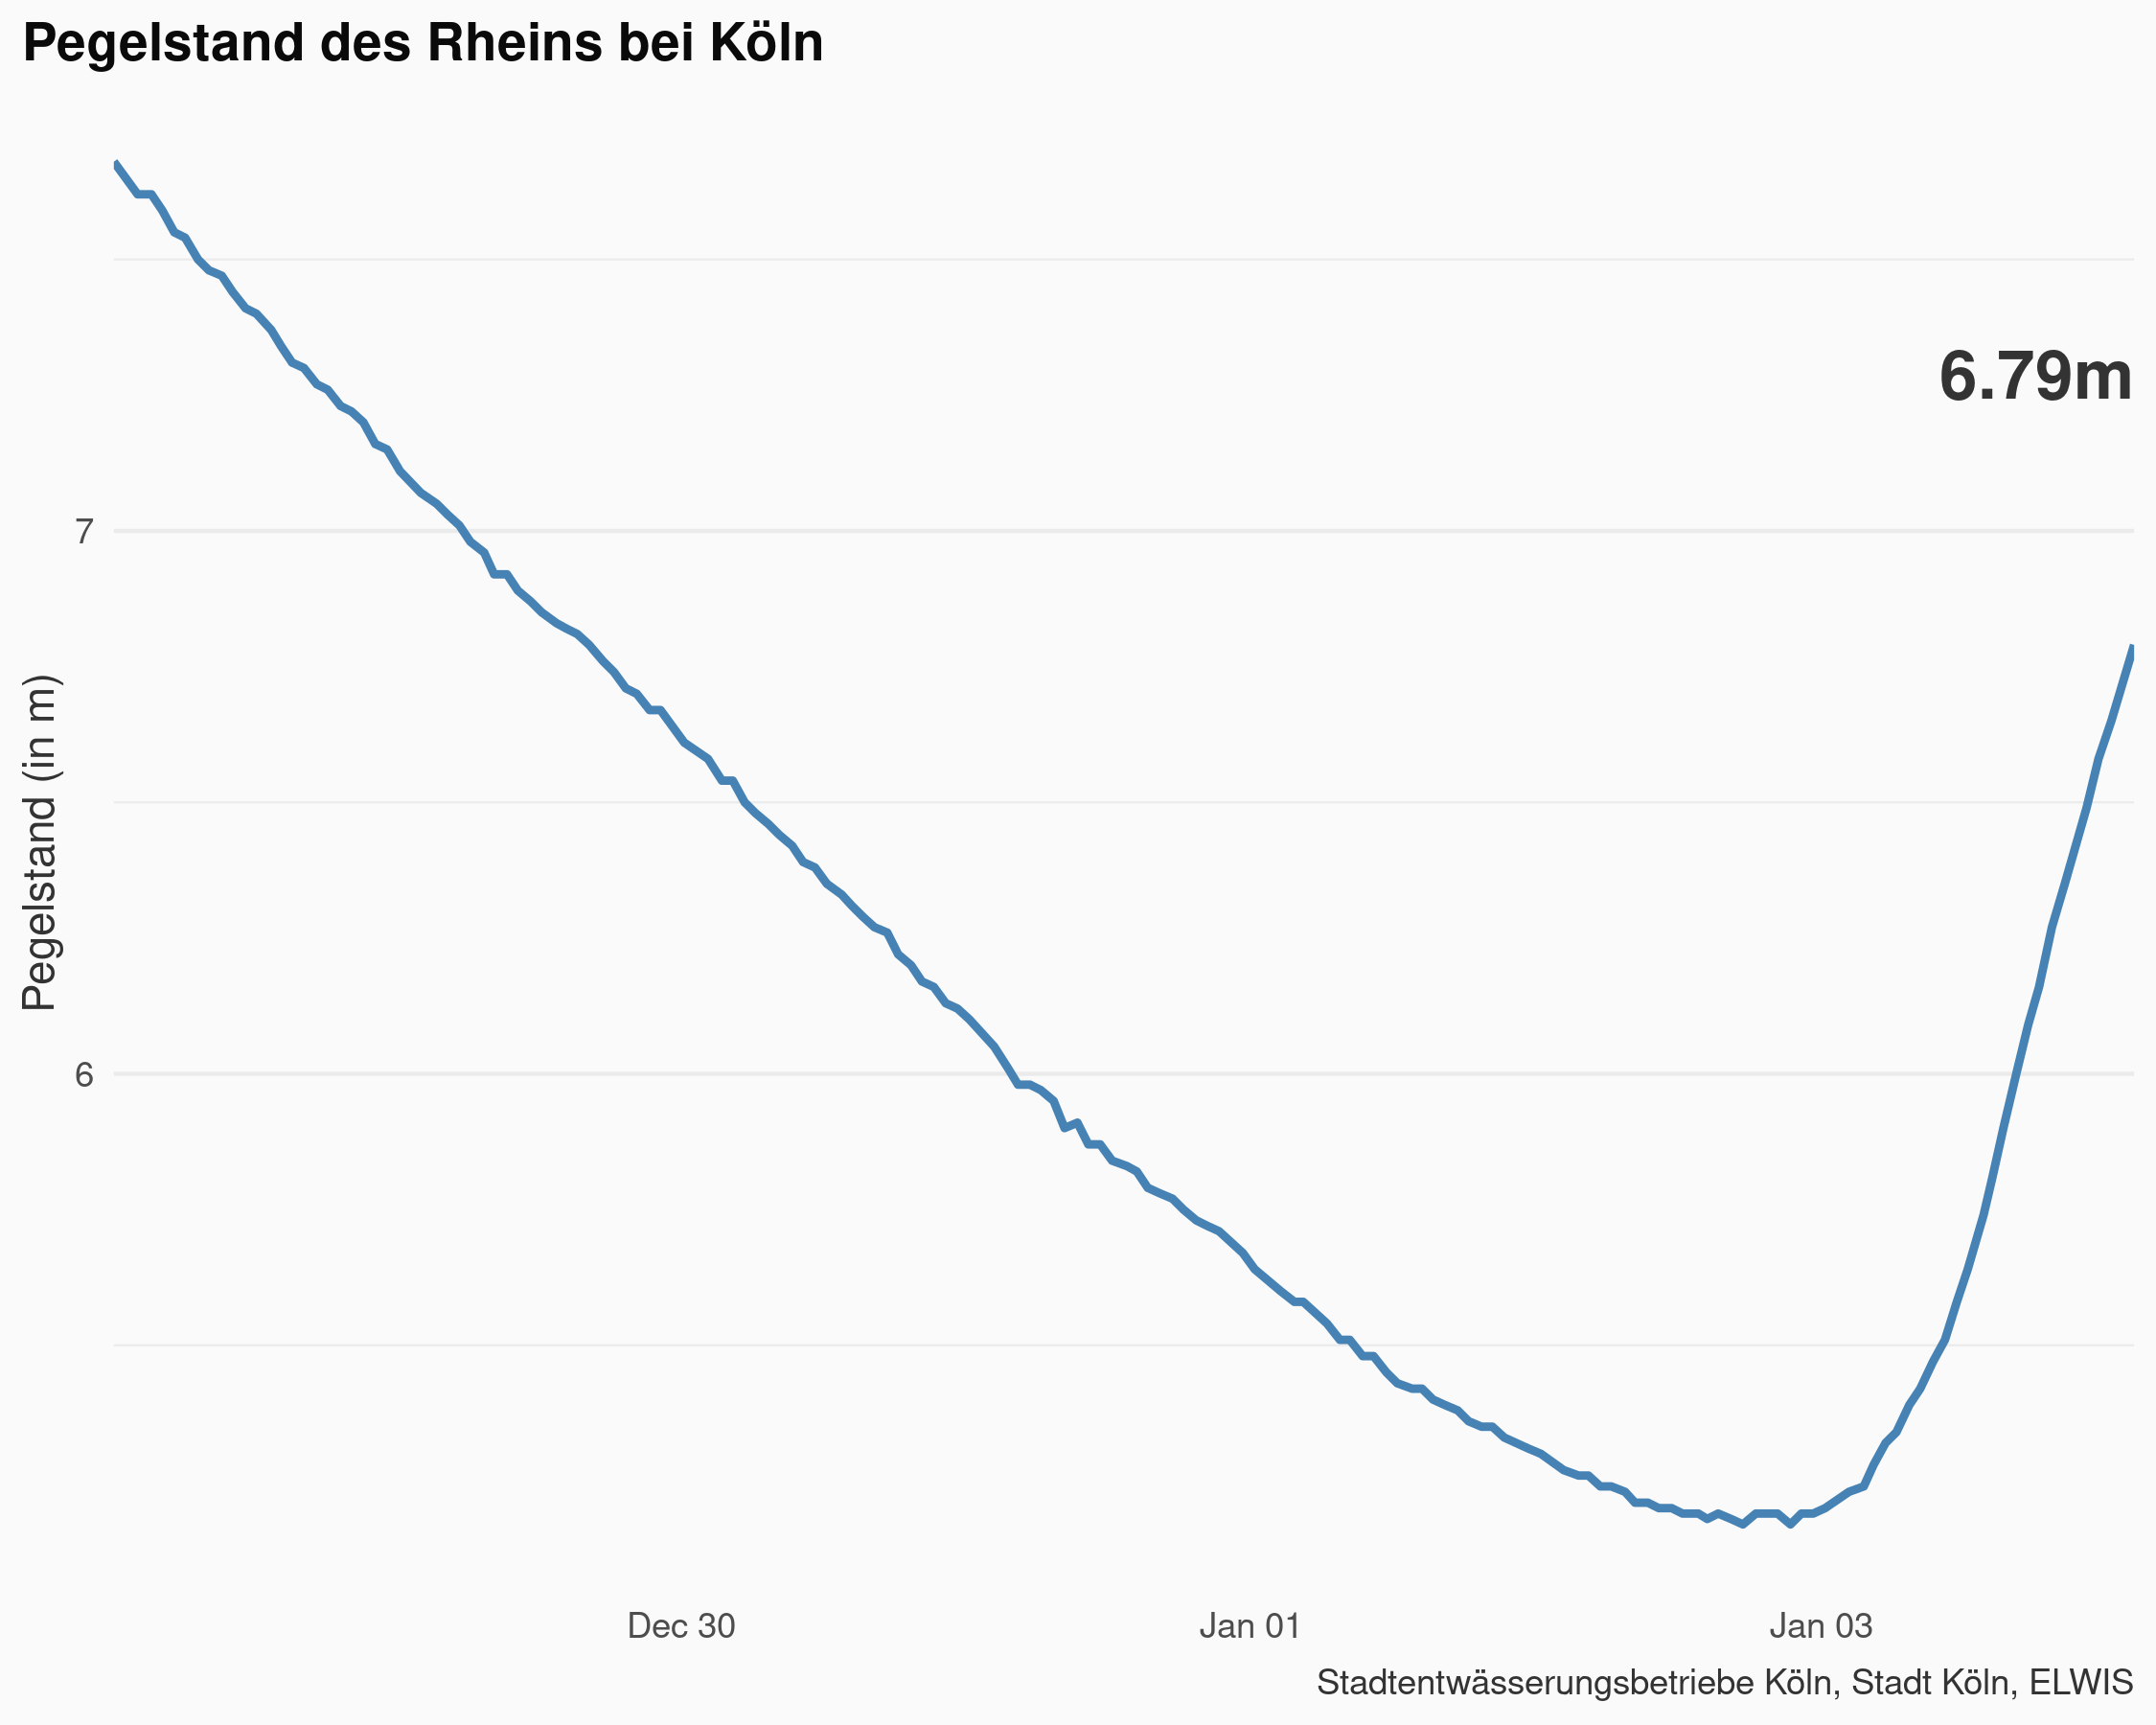 Pegelstand des Rheins bei Köln
6.79m
7
6
Pegelstand (in m)
Dec 30
Jan 01
Jan 03
Stadtentwässerungsbetriebe Köln, Stadt Köln, ELWIS